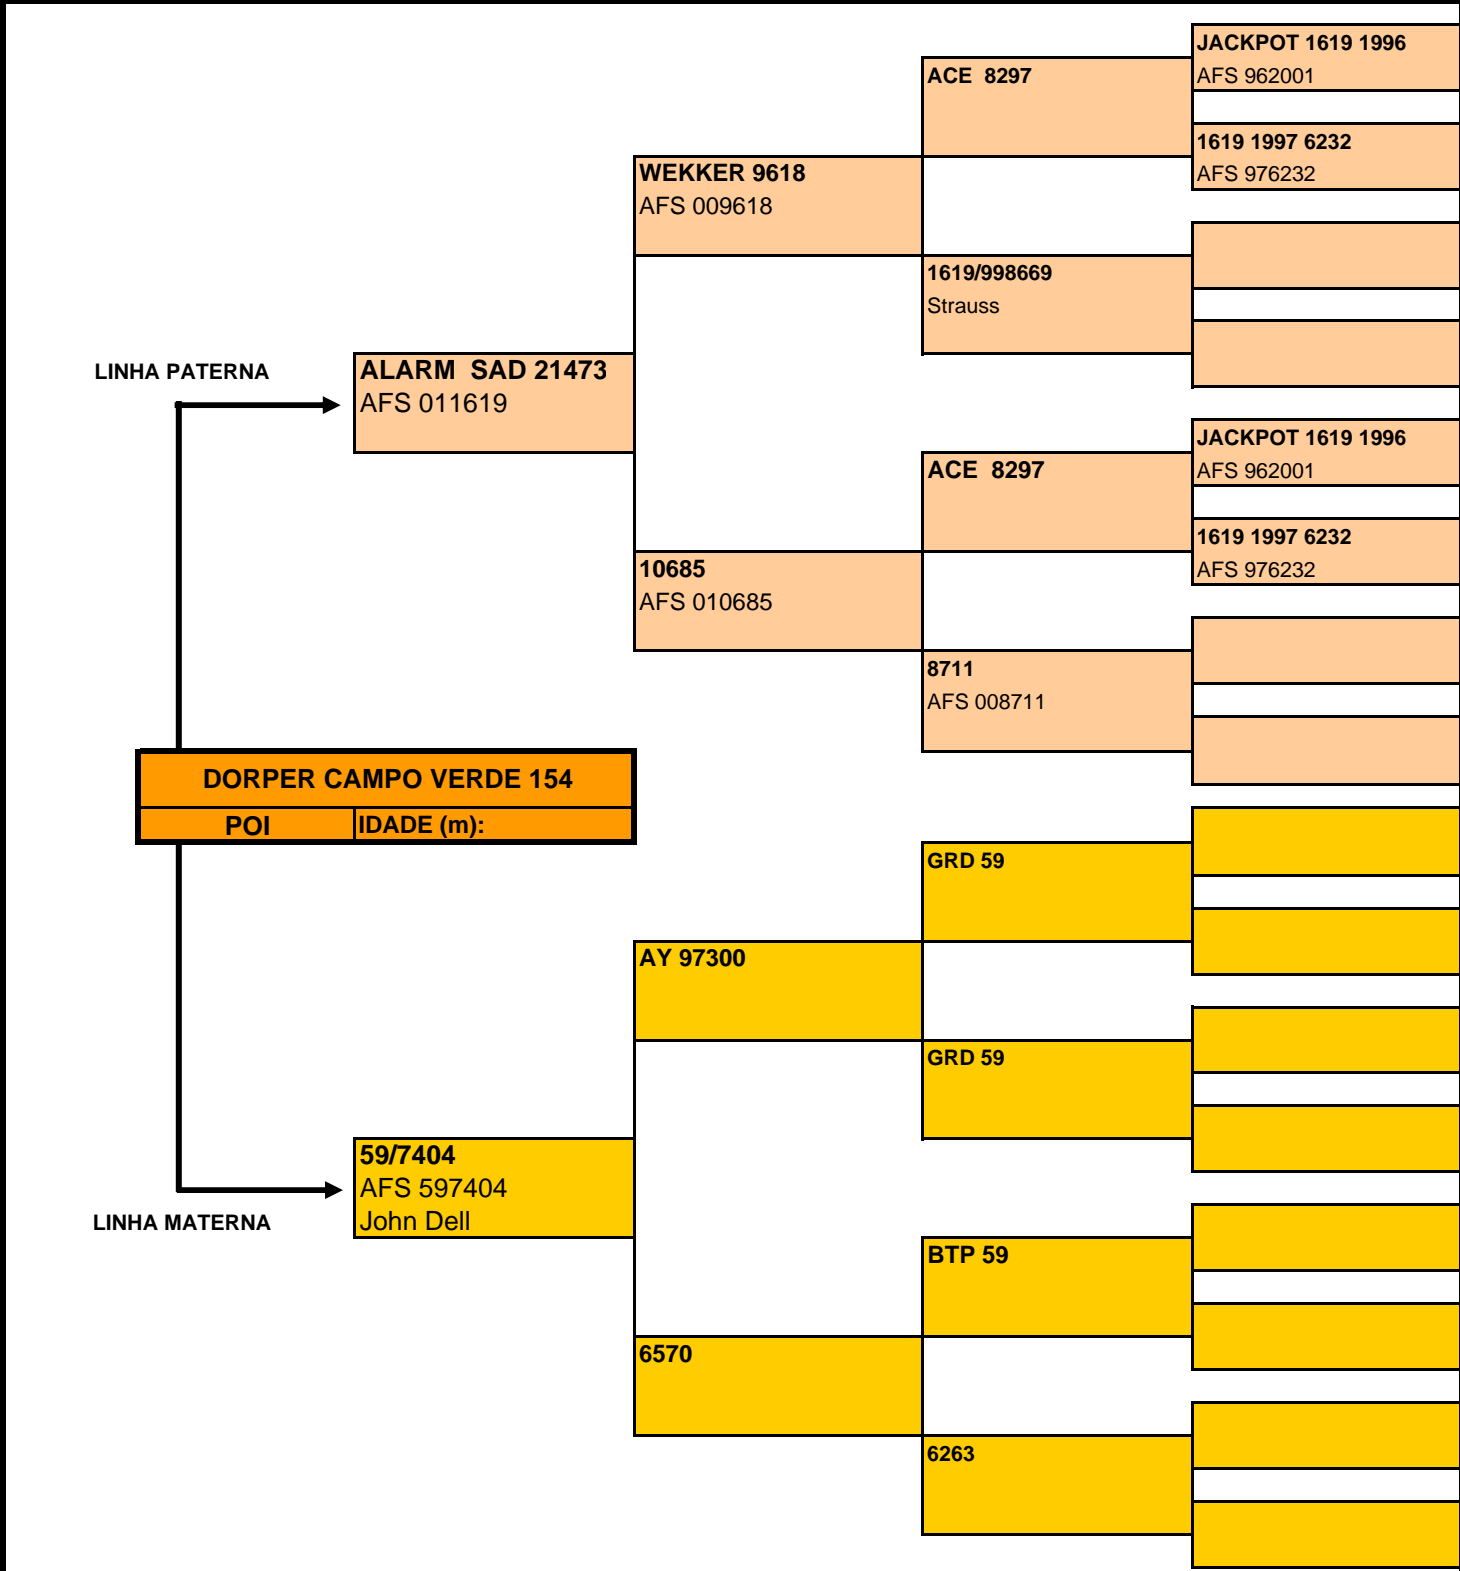 JACKPOT 1619 1996
AFS 962001
ACE 8297
1619 1997 6232
AFS 976232
WEKKER 9618
AFS 009618
1619/998669
Strauss
LINHA PATERNA
ALARM SAD 21473
AFS 011619
JACKPOT 1619 1996
AFS 962001
ACE 8297
1619 1997 6232
AFS 976232
10685
AFS 010685
8711
AFS 008711
DORPER CAMPO VERDE 154
POI IDADE (m):
GRD 59
AY 97300
GRD 59
59/7404
AFS 597404
John Dell
LINHA MATERNA
BTP 59
6570
6263